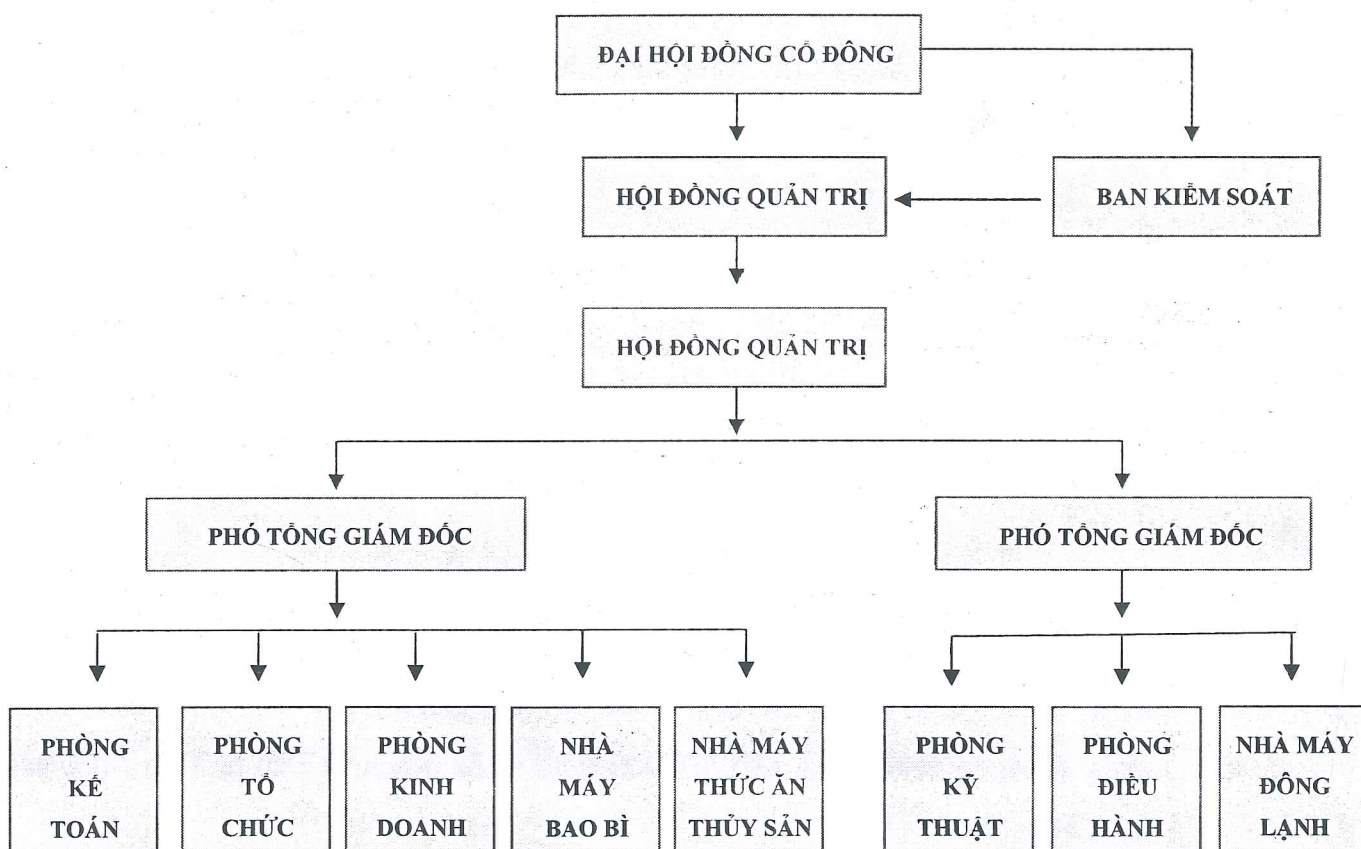 ĐẠI HỘI ĐỒNG CỔ ĐÔNG
HỘI ĐỒNG QUẢN TRỊ
BAN KIỂM SOÁT
HỘI ĐỒNG QUẢN TRỊ
PHÓ TỔNG GIÁM ĐỐC
PHÓ TỔNG GIÁM ĐỐC
PHÒNG
KẾ
TOÁN
PHÒNG
TỔ
CHỨC
PHÒNG
KINH
DOANH
NHÀ
MÁY
BAO BÌ
NHÀ MÁY
THỨC ĂN
THỦY SẢN
PHÒNG
KỸ
THUẬT
PHÒNG
ĐIỀU
HÀNH
NHÀ MÁY
ĐÔNG
LẠNH